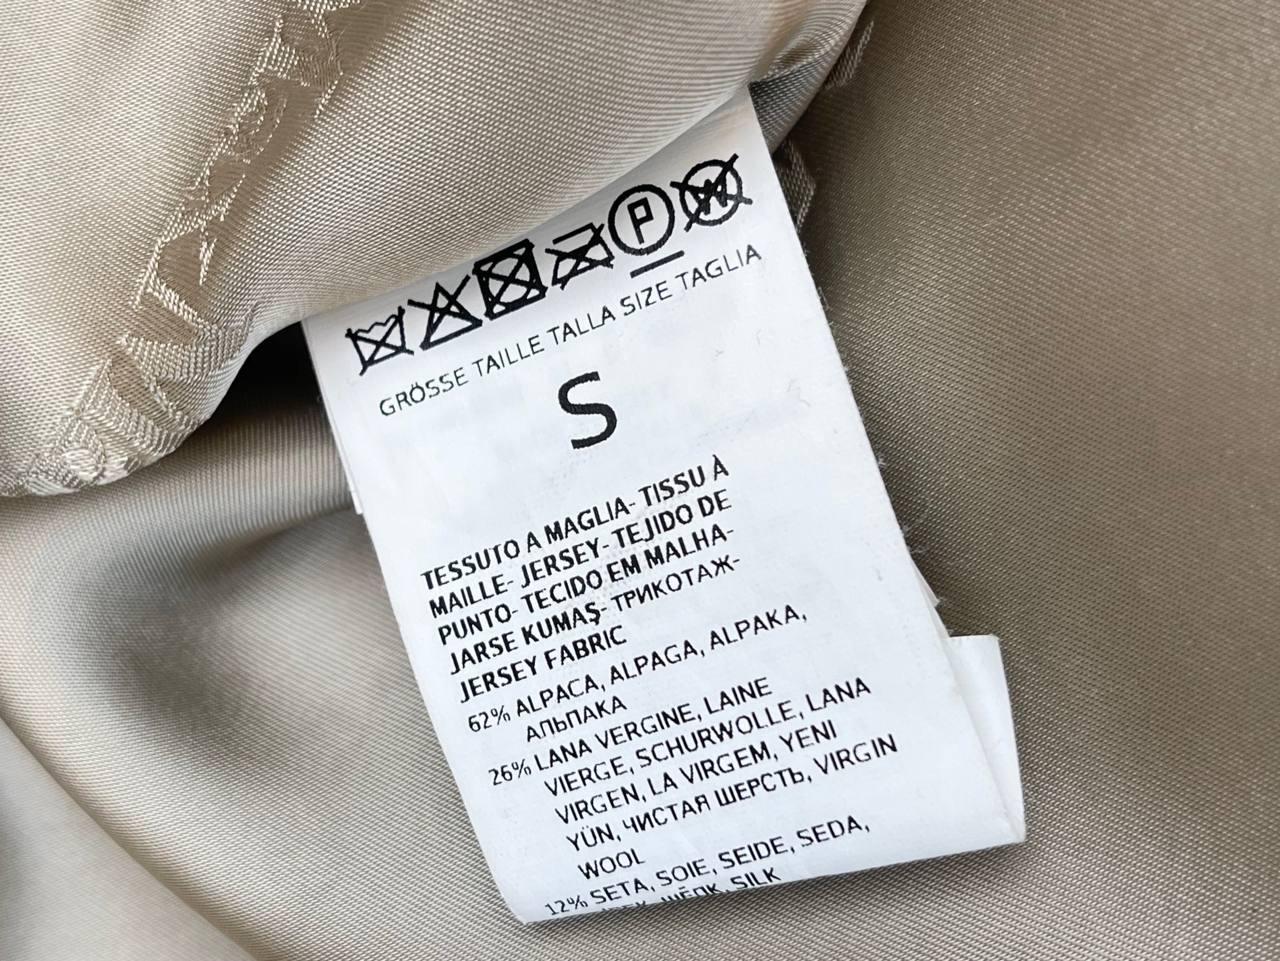 P W
GRÖSSE TAILLE TALLA SIZE TAGLIA
S
TESSUTO A MAGLIA- TISSU À
MAILLE- JERSEY- TEJIDO DE
PUNTO- TECIDO EM MALHA-
JARSE KUMAŞ- ТРИКОТАЖ-
JERSEY FABRIC
62% ALPACA, ALPAGA, ALPAKA,
АЛЬПАКА
26% LANA VERGINE, LAINE
VIERGE, SCHURWOLLE, LANA
VIRGEN, LA VIRGEM, YENI
YÜN, ЧИСТАЯ ШЕРСТЬ, VIRGIN
WOOL
12% SETA, SOIE, SEIDE, SEDA,
SILK